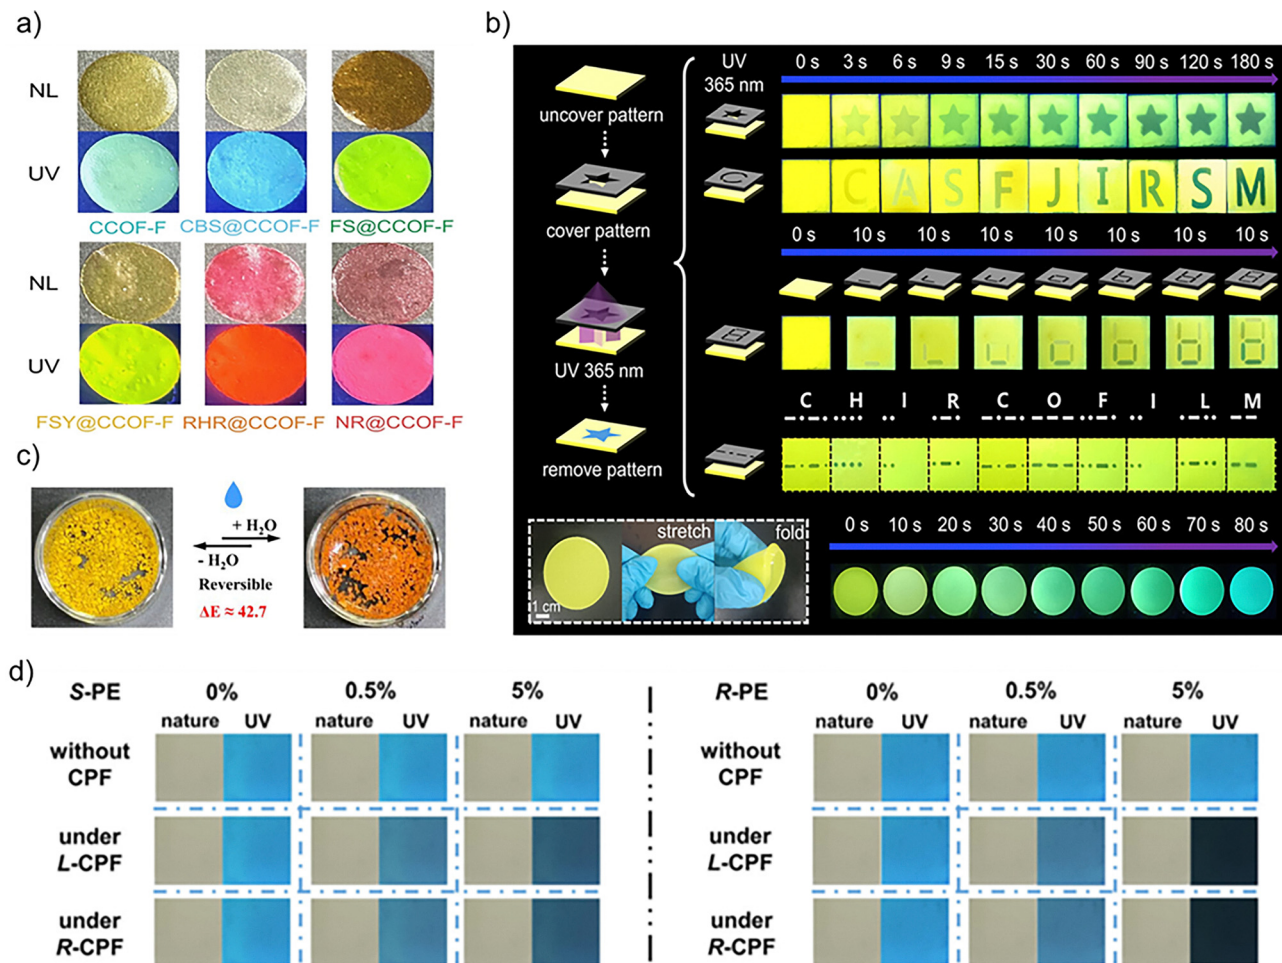 a)
NL
UV
CCOF-F CBS@CCOF-F FS@CCOF-F
NL
UV
FSY@CCOF-F RHR@CCOF-F NR@CCOF-F
b)
uncover pattern
cover pattern
UV 365 nm
remove pattern
UV
365 nm
0 s 3 s 6 s 9 s 15 s 30 s 60 s 90 s 120 s 180 s
C A S F J I R S M
0 s 10 s 10 s 10 s 10 s 10 s 10 s 10 s
C H I R C O F I L M
stretch
fold
1 cm
0 s 10 s 20 s 30 s 40 s 50 s 60 s 70 s 80 s
c)
+ H₂O
- H₂O
Reversible
ΔE ≈ 42.7
d)
S-PE 0% 0.5% 5%
nature UV nature UV nature UV
without
CPF
under
L-CPF
under
R-CPF
R-PE 0% 0.5% 5%
nature UV nature UV nature UV
without
CPF
under
L-CPF
under
R-CPF